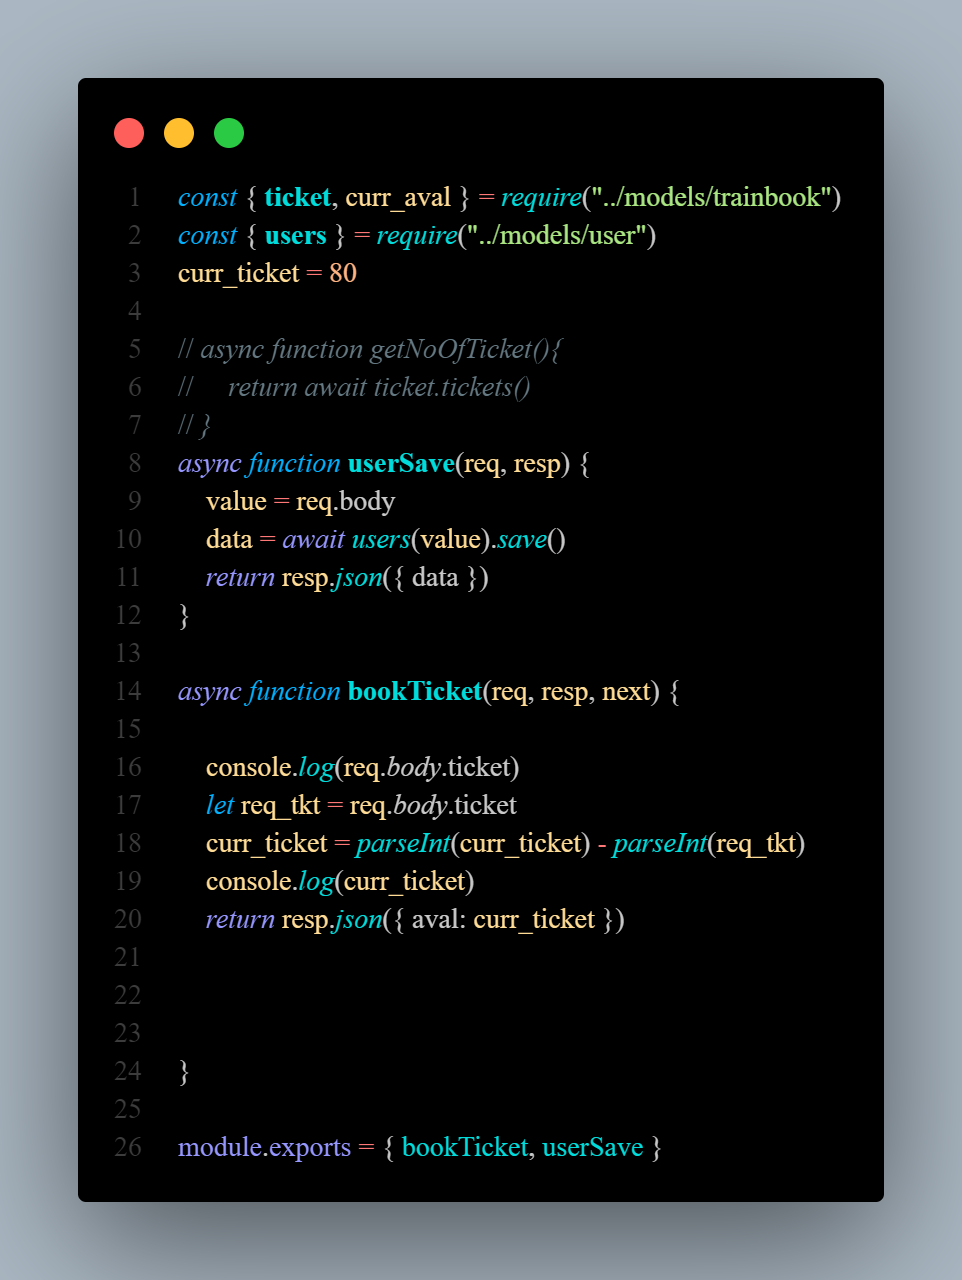 1 const { ticket, curr_aval } = require("../models/trainbook")
2 const { users } = require("../models/user")
3 curr_ticket = 80
4
5 // async function getNoOfTicket(){
6 //     return await ticket.tickets()
7 // }
8 async function userSave(req, resp) {
9     value = req.body
10     data = await users(value).save()
11     return resp.json({ data })
12 }
13
14 async function bookTicket(req, resp, next) {
15
16     console.log(req.body.ticket)
17     let req_tkt = req.body.ticket
18     curr_ticket = parseInt(curr_ticket) - parseInt(req_tkt)
19     console.log(curr_ticket)
20     return resp.json({ aval: curr_ticket })
21
22
23
24 }
25
26 module.exports = { bookTicket, userSave }